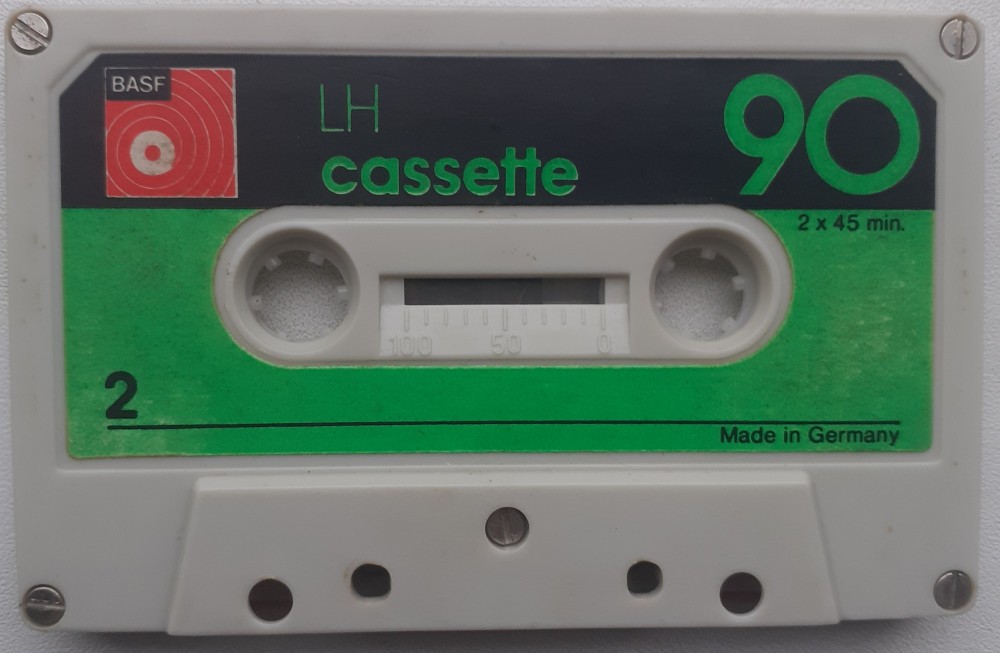 BASF
LH
cassette
90
2 x 45 min.
100 50 0
2
Made in Germany